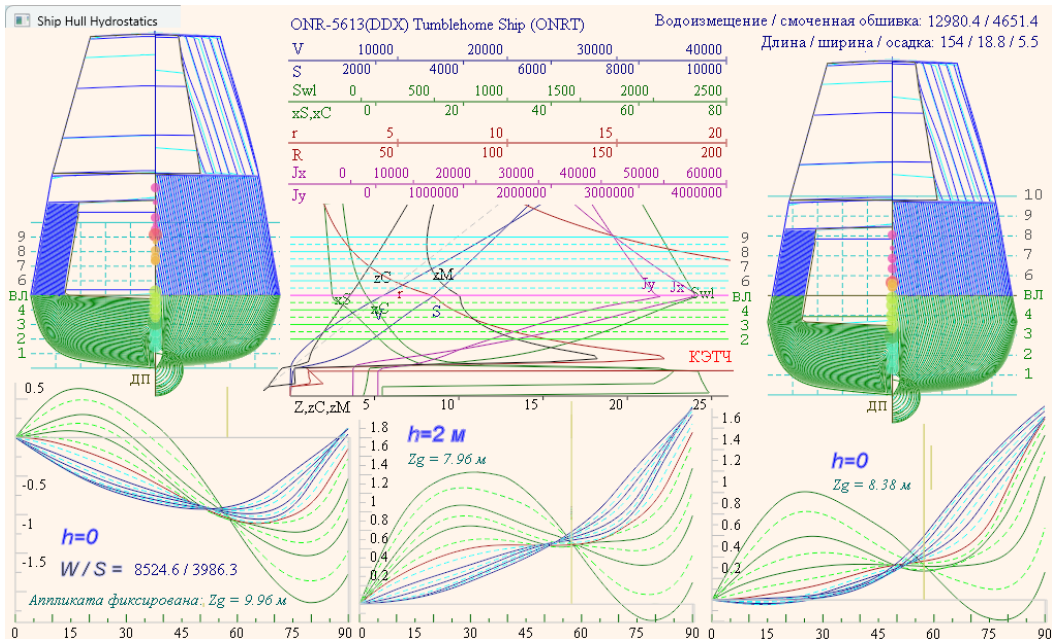 Ship Hull Hydrostatics
ONR-5613(DDX) Tumblehome Ship (ONRT)
Водоизмещение / смоченная обшивка: 12980.4 / 4651.4
Длина / ширина / осадка: 154 / 18.8 / 5.5
V 10000 20000 30000 40000
S 2000 4000 6000 8000 10000
Swl 0 500 1000 1500 2000 2500
xS,xC 0 20 40 60 80
r 5 10 15 20
R 50 100 150 200
Jx 0 10000 20000 30000 40000 50000 60000
Jy 0 1000000 2000000 3000000 4000000
9
8
7
6
ВЛ
4
3
2
1
ДП
9
8
7
6
ВЛ
4
3
2
zC
xM
xS
r
zC
V
S
Jy
Jx
Swl
КЭТЧ
Z,zC,zM 5 10 15 20 25
10
9
8
7
6
ВЛ
4
3
2
1
ДП
0.5
-0.5
-1
-1.5
h=0
W / S = 8524.6 / 3986.3
Аппликата фиксирована: Zg = 9.96 м
0 15 30 45 60 75 90
1.8
1.6
1.4
1.2
1
0.8
0.6
0.4
0.2
h=2 м
Zg = 7.96 м
0 15 30 45 60 75 90
1.6
1.4
1.2
1
0.8
0.6
0.4
0.2
h=0
Zg = 8.38 м
0 15 30 45 60 75 90